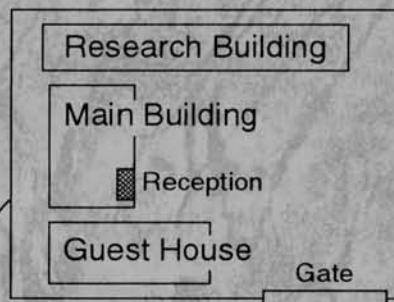 Research Building
Main Building
Reception
Guest House
Gate